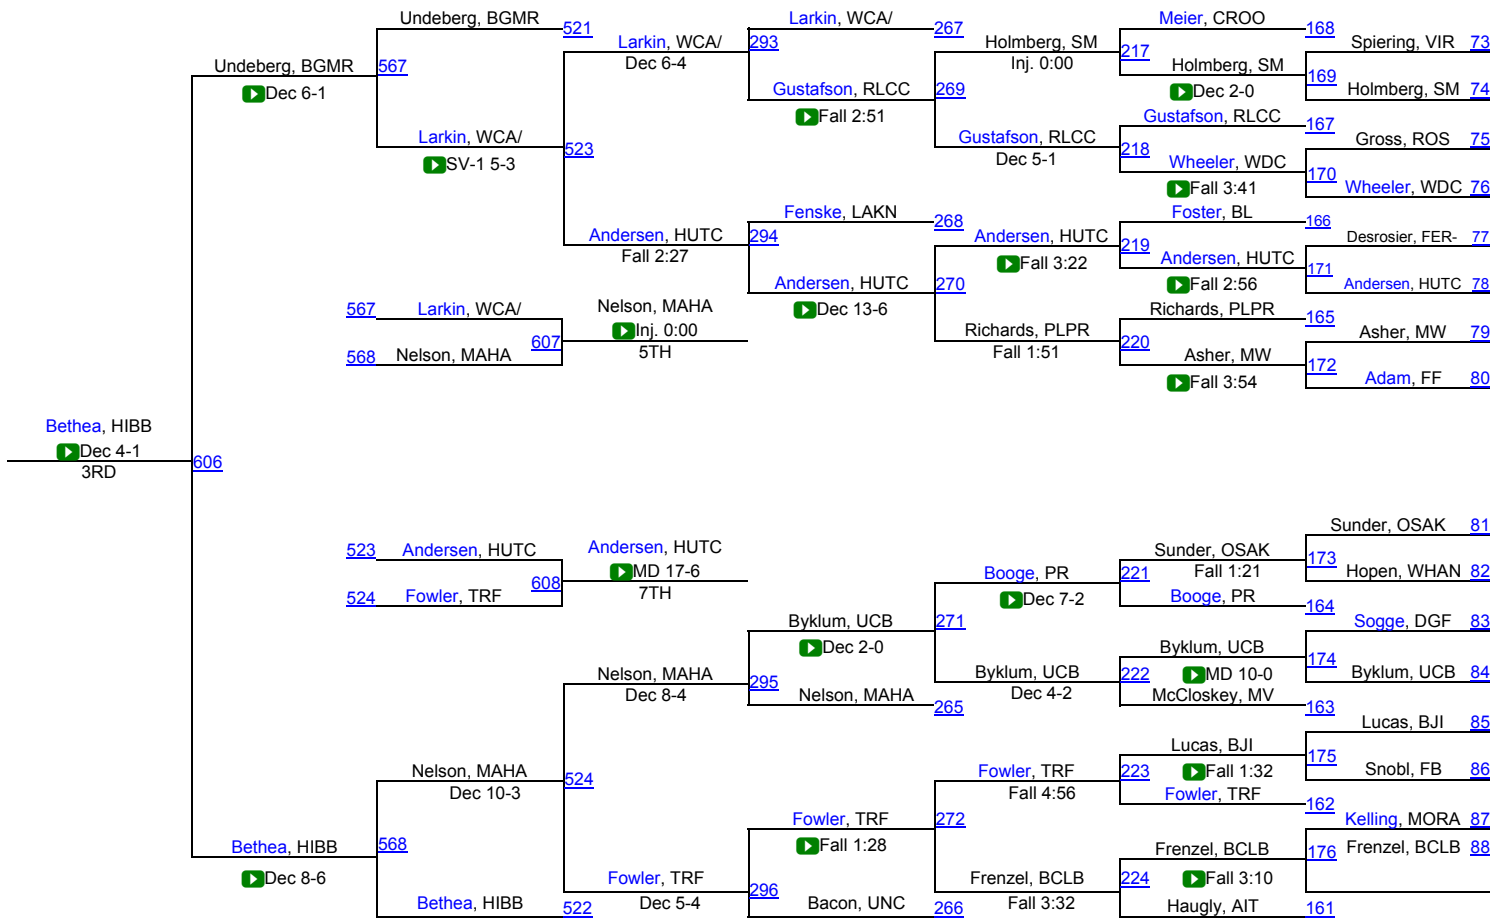 Undeberg, BGMR
521
Larkin, WCA/
267
Meier, CROO
168
Spiering, VIR 73
Larkin, WCA/
293
Dec 6-4
Holmberg, SM
217
Inj. 0:00
Holmberg, SM
169
Dec 2-0
Holmberg, SM 74
Undeberg, BGMR
567
Dec 6-1
Gustafson, RLCC
269
Fall 2:51
Gustafson, RLCC
167
Gross, ROS 75
Larkin, WCA/
523
SV-1 5-3
Gustafson, RLCC
218
Dec 5-1
Wheeler, WDC
170
Fall 3:41
Wheeler, WDC 76
Fenske, LAKN
268
Foster, BL
166
Desrosier, FER- 77
Andersen, HUTC
294
Fall 2:27
Andersen, HUTC
219
Fall 3:22
Andersen, HUTC
171
Fall 2:56
Andersen, HUTC 78
Andersen, HUTC
270
Dec 13-6
567 Larkin, WCA/
607
568 Nelson, MAHA
Nelson, MAHA
Inj. 0:00
5TH
Richards, PLPR
165
Asher, MW 79
Richards, PLPR
220
Fall 1:51
Asher, MW
172
Fall 3:54
Adam, FF 80
Bethea, HIBB
Dec 4-1
3RD
606
523 Andersen, HUTC
608
524 Fowler, TRF
Andersen, HUTC
MD 17-6
7TH
Sunder, OSAK 81
Sunder, OSAK
173
Fall 1:21
Hopen, WHAN 82
Booge, PR
221
Dec 7-2
Booge, PR
164
Sogge, DGF 83
Byklum, UCB
271
Dec 2-0
Byklum, UCB
174
MD 10-0
Byklum, UCB 84
Byklum, UCB
222
Dec 4-2
McCloskey, MV
163
Nelson, MAHA
295
Dec 8-4
Nelson, MAHA
265
Lucas, BJI 85
Lucas, BJI
175
Fall 1:32
Snobl, FB 86
Nelson, MAHA
524
Dec 10-3
Fowler, TRF
223
Fall 4:56
Fowler, TRF
162
Kelling, MORA 87
Fowler, TRF
272
Fall 1:28
Frenzel, BCLB
176
Fall 3:10
Frenzel, BCLB 88
Bethea, HIBB
568
Dec 8-6
Fowler, TRF
296
Dec 5-4
Frenzel, BCLB
224
Fall 3:32
Bethea, HIBB
522
Bacon, UNC
266
Haugly, AIT
161